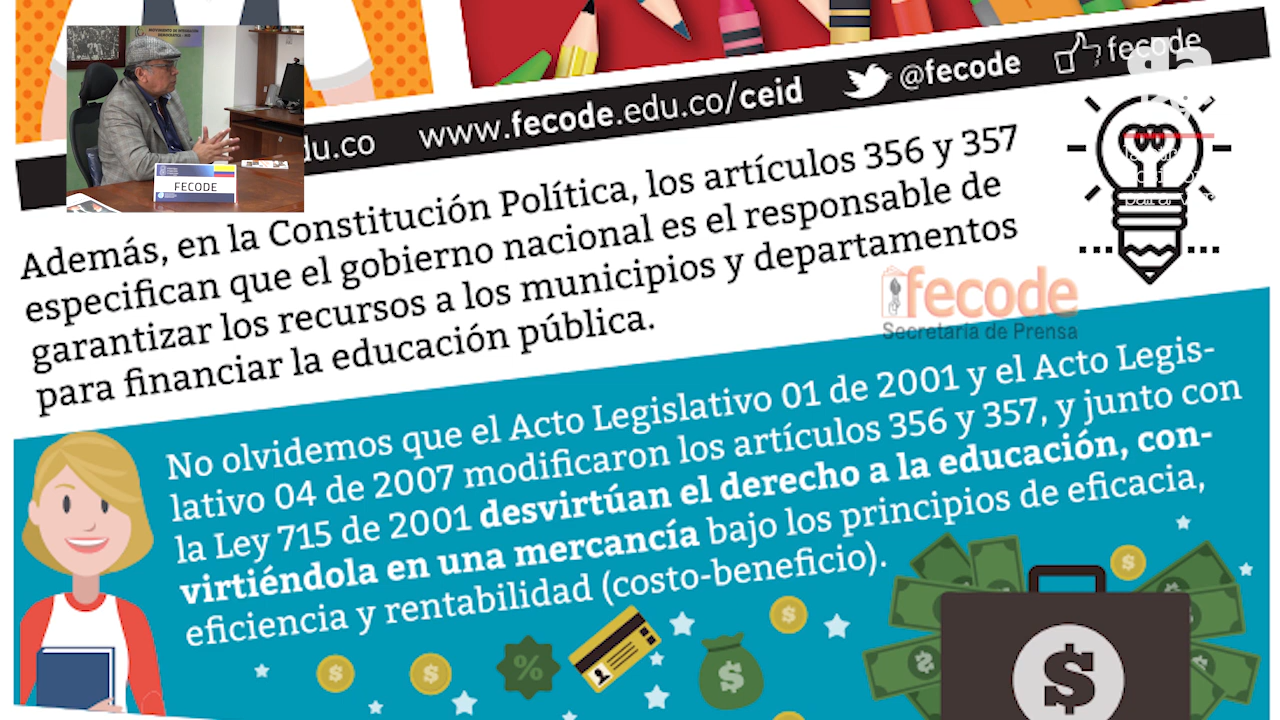 fecode
@fecode
www.fecode.edu.co/ceid
du.co
FECODE
Además, en la Constitución Política, los artículos 356 y 357
especifican que el gobierno nacional es el responsable de
garantizar los recursos a los municipios y departamentos
para financiar la educación pública.
fecode
Secretaría de Prensa
No olvidemos que el Acto Legislativo 01 de 2001 y el Acto Legis-
lativo 04 de 2007 modificaron los artículos 356 y 357, y junto con
la Ley 715 de 2001 desvirtúan el derecho a la educación, con-
virtiéndola en una mercancía bajo los principios de eficacia,
eficiencia y rentabilidad (costo-beneficio).